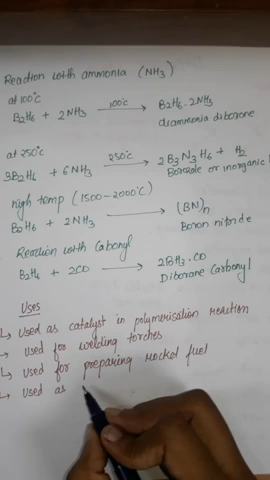 Reaction with ammonia (NH3)
at 100°C
B2H6 + 2NH3 100°C → B2H6·2NH3
diammonia diborane
at 250°C
3B2H6 + 6NH3 250°C → 2B3N3H6 + H2
Borazole or inorganic
high temp (1500-2000°C)
B2H6 + 2NH3 → (BN)n
Boron nitride
Reaction with Carbonyl
B2H6 + 2CO → 2BH3·CO
Diborane Carbonyl
Uses
↳ Used as catalyst in polymerisation reaction
↳ Used for welding torches
↳ Used for preparing rocket fuel
↳ Used as